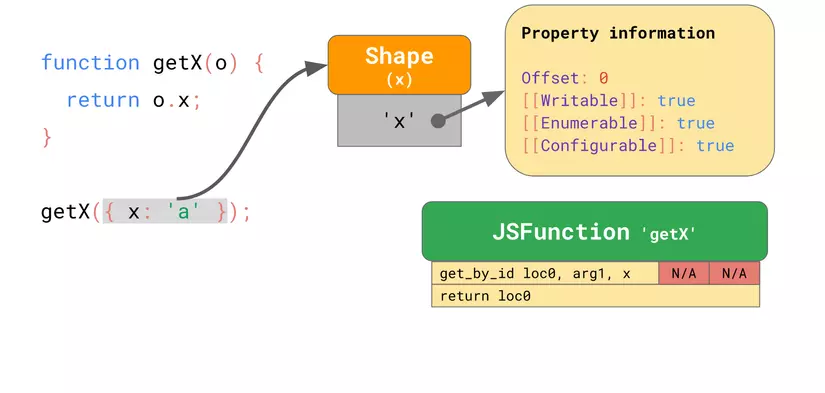 function getX(o) {
return o.x;
}
getX({ x: 'a' });
Shape
(x)
'x'
Property information
Offset: 0
[[Writable]]: true
[[Enumerable]]: true
[[Configurable]]: true
JSFunction 'getX'
get_by_id loc0, arg1, x N/A N/A
return loc0